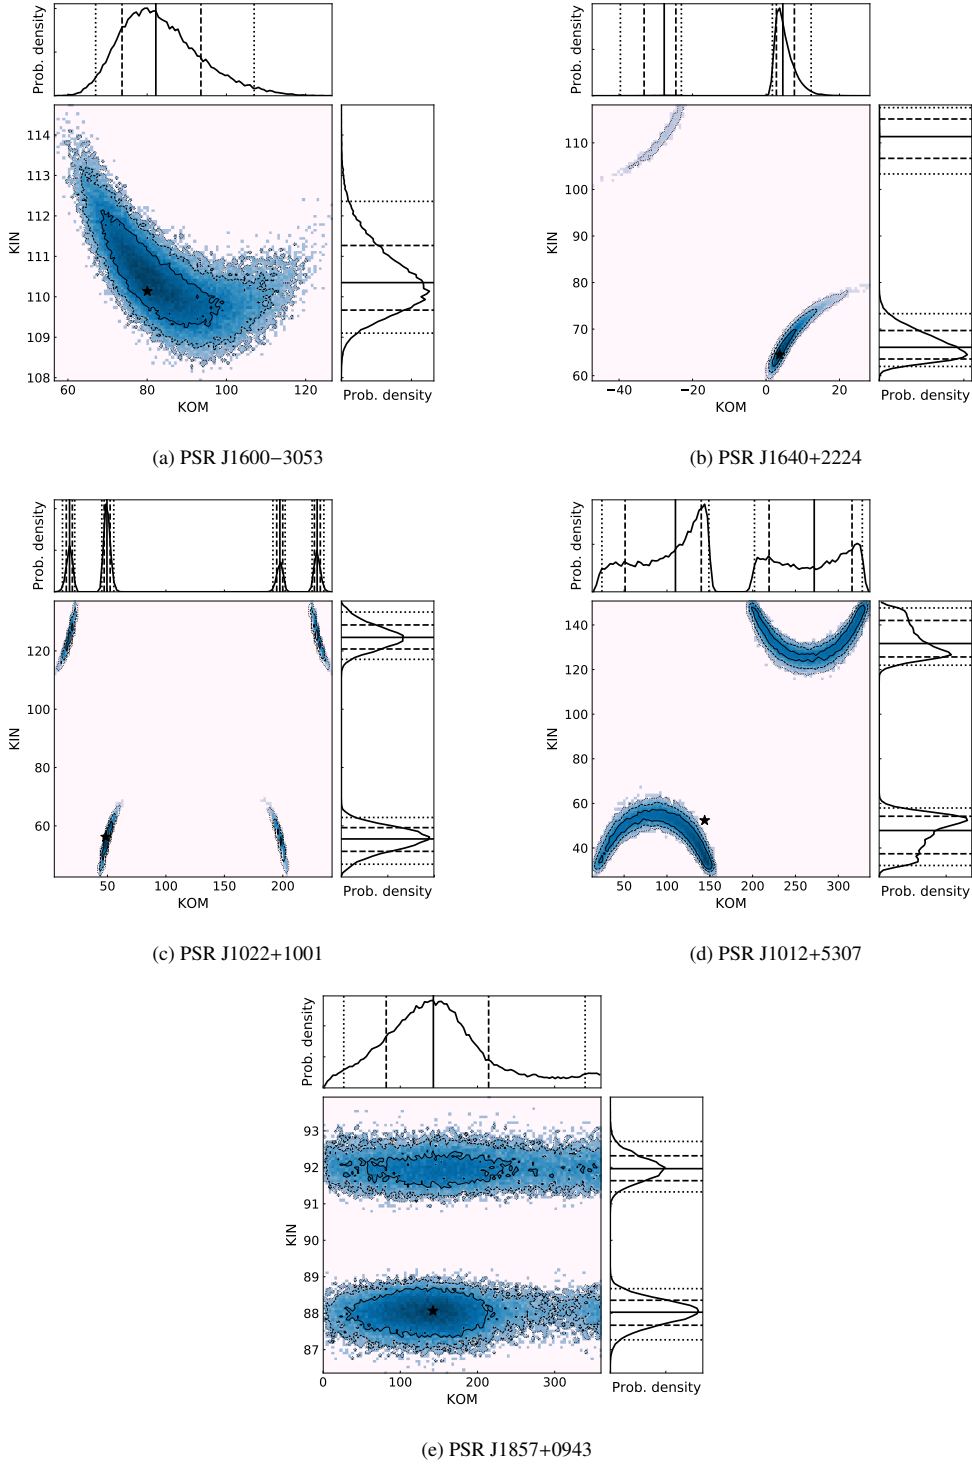 Prob. density
114
113
112
111
110
109
108
KIN
60 80 100 120
KOM
Prob. density
(a) PSR J1600−3053
Prob. density
110
100
90
80
70
60
KIN
−40 −20 0 20
KOM
Prob. density
(b) PSR J1640+2224
Prob. density
120
100
80
60
KIN
50 100 150 200
KOM
Prob. density
(c) PSR J1022+1001
Prob. density
140
120
100
80
60
40
KIN
50 100 150 200 250 300
KOM
Prob. density
(d) PSR J1012+5307
Prob. density
93
92
91
90
89
88
87
KIN
0 100 200 300
KOM
Prob. density
(e) PSR J1857+0943